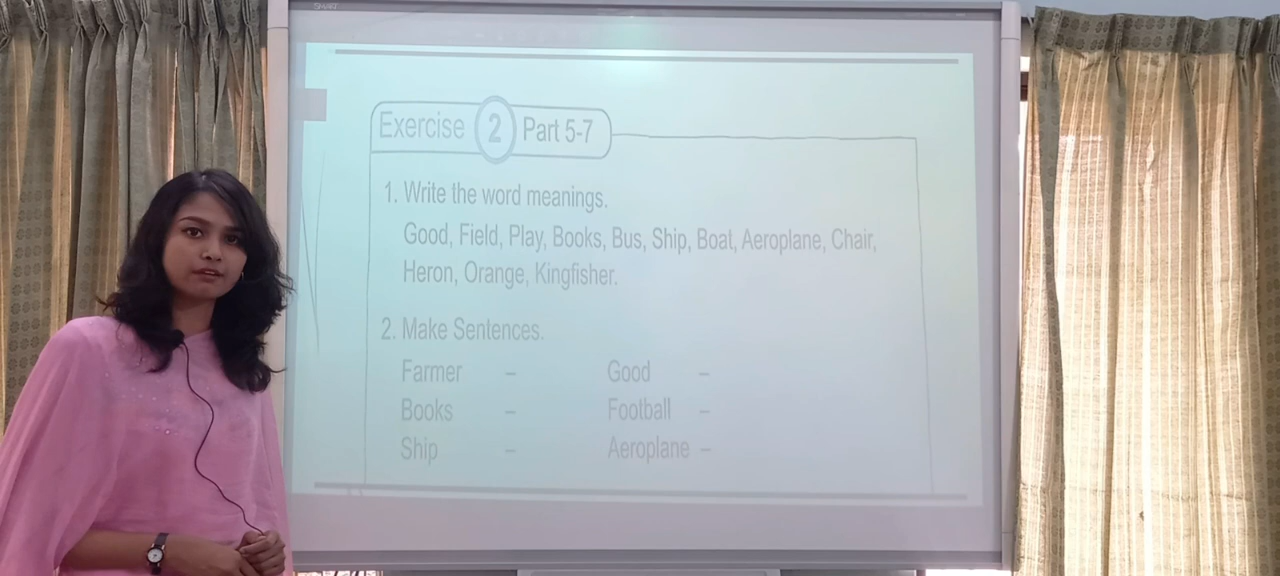 SMART
Exercise 2 Part 5-7
1. Write the word meanings.
Good, Field, Play, Books, Bus, Ship, Boat, Aeroplane, Chair,
Heron, Orange, Kingfisher.
2. Make Sentences.
Farmer – Good –
Books – Football –
Ship – Aeroplane –